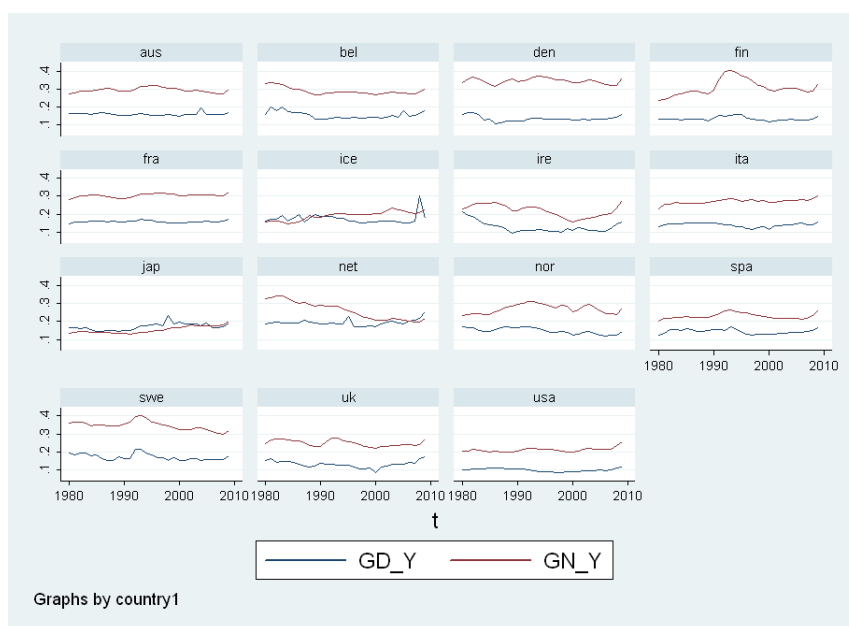 aus bel den fin
.1 .2 .3 .4
fra ice ire ita
.1 .2 .3 .4
jap net nor spa
.1 .2 .3 .4
1980 1990 2000 2010
swe uk usa
.1 .2 .3 .4
1980 1990 2000 2010 1980 1990 2000 2010 1980 1990 2000 2010
t
GD_Y GN_Y
Graphs by country1